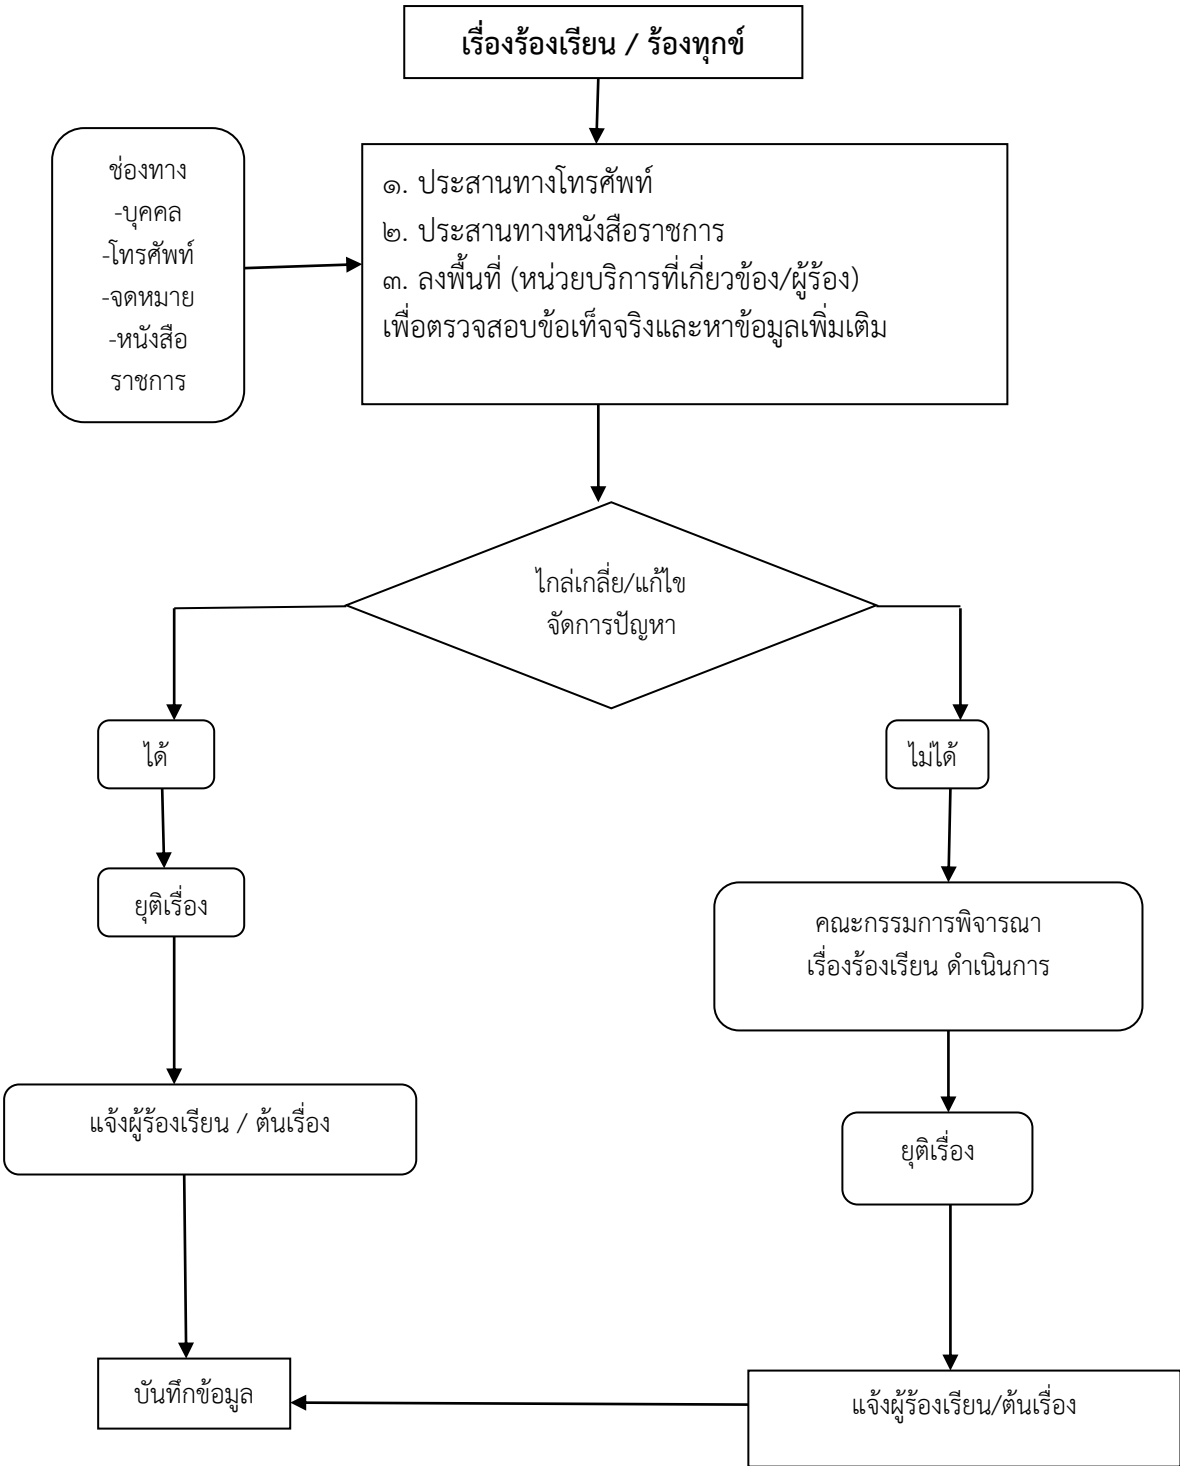 เรื่องร้องเรียน / ร้องทุกข์
ช่องทาง
-บุคคล
-โทรศัพท์
-จดหมาย
-หนังสือ
ราชการ
๑. ประสานทางโทรศัพท์
๒. ประสานทางหนังสือราชการ
๓. ลงพื้นที่ (หน่วยบริการที่เกี่ยวข้อง/ผู้ร้อง)
เพื่อตรวจสอบข้อเท็จจริงและหาข้อมูลเพิ่มเติม
ไกล่เกลี่ย/แก้ไข
จัดการปัญหา
ได้
ไม่ได้
ยุติเรื่อง
คณะกรรมการพิจารณา
เรื่องร้องเรียน ดำเนินการ
แจ้งผู้ร้องเรียน / ต้นเรื่อง
ยุติเรื่อง
บันทึกข้อมูล
แจ้งผู้ร้องเรียน/ต้นเรื่อง